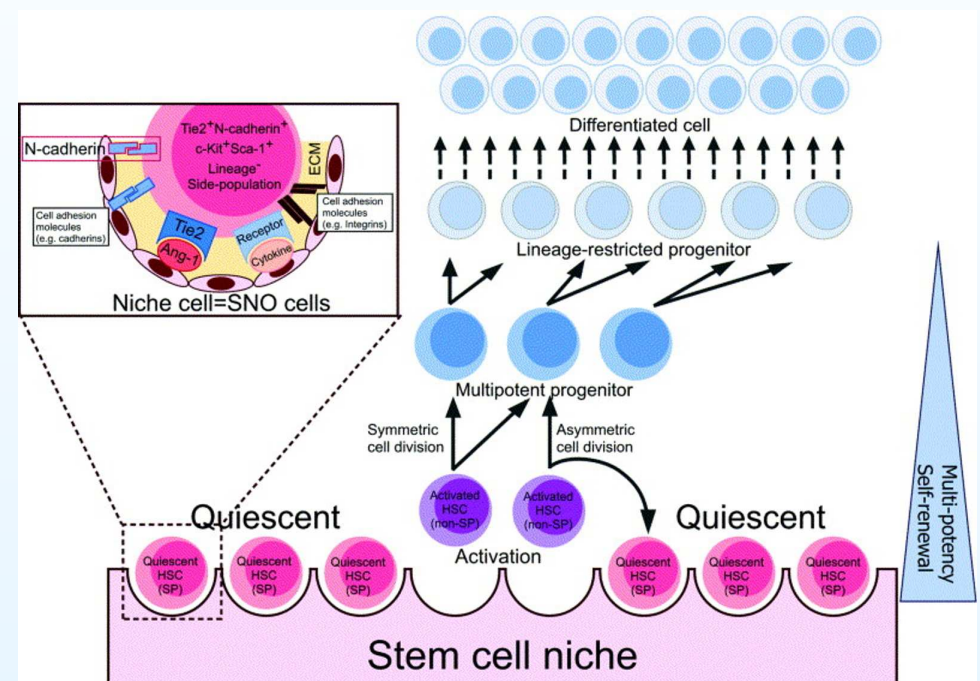 Differentiated cell
Tie2+N-cadherin+
c-Kit+Sca-1+
Lineage-
Side-population
N-cadherin
ECM
Cell adhesion
molecules
(e.g. cadherins)
Cell adhesion
molecules
(e.g. Integrins)
Tie2
Ang-1
Receptor
Cytokine
Niche cell=SNO cells
Lineage-restricted progenitor
Multipotent progenitor
Symmetric
cell division
Asymmetric
cell division
Activated
HSC
(non-SP)
Activated
HSC
(non-SP)
Activation
Quiescent
Quiescent
Quiescent
HSC
(SP)
Quiescent
HSC
(SP)
Quiescent
HSC
(SP)
Quiescent
HSC
(SP)
Quiescent
HSC
(SP)
Quiescent
HSC
(SP)
Multi-potency
Self-renewal
Stem cell niche